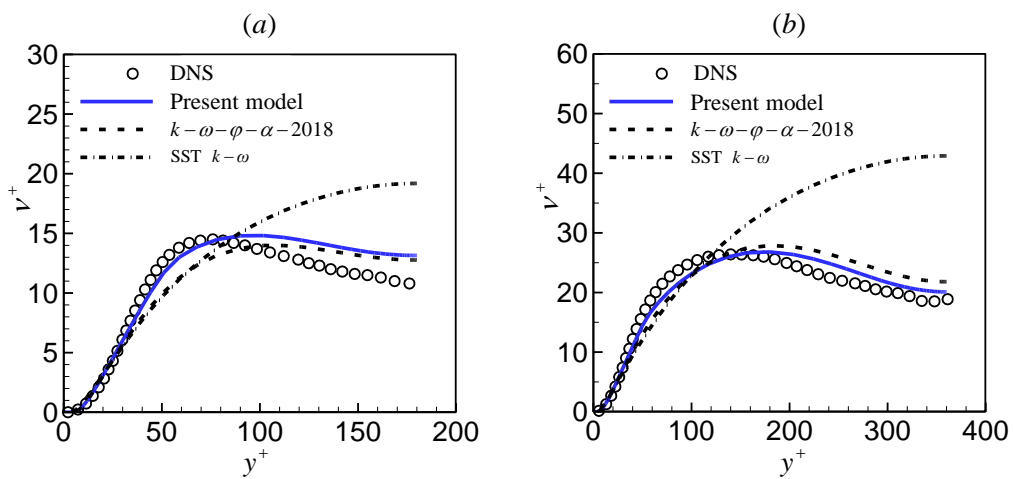 (a)
30
25
20
15
10
5
0
0 50 100 150 200
ν+
y+
DNS
Present model
k−ω−φ−α−2018
SST k−ω
(b)
60
50
40
30
20
10
0
0 100 200 300 400
ν+
y+
DNS
Present model
k−ω−φ−α−2018
SST k−ω